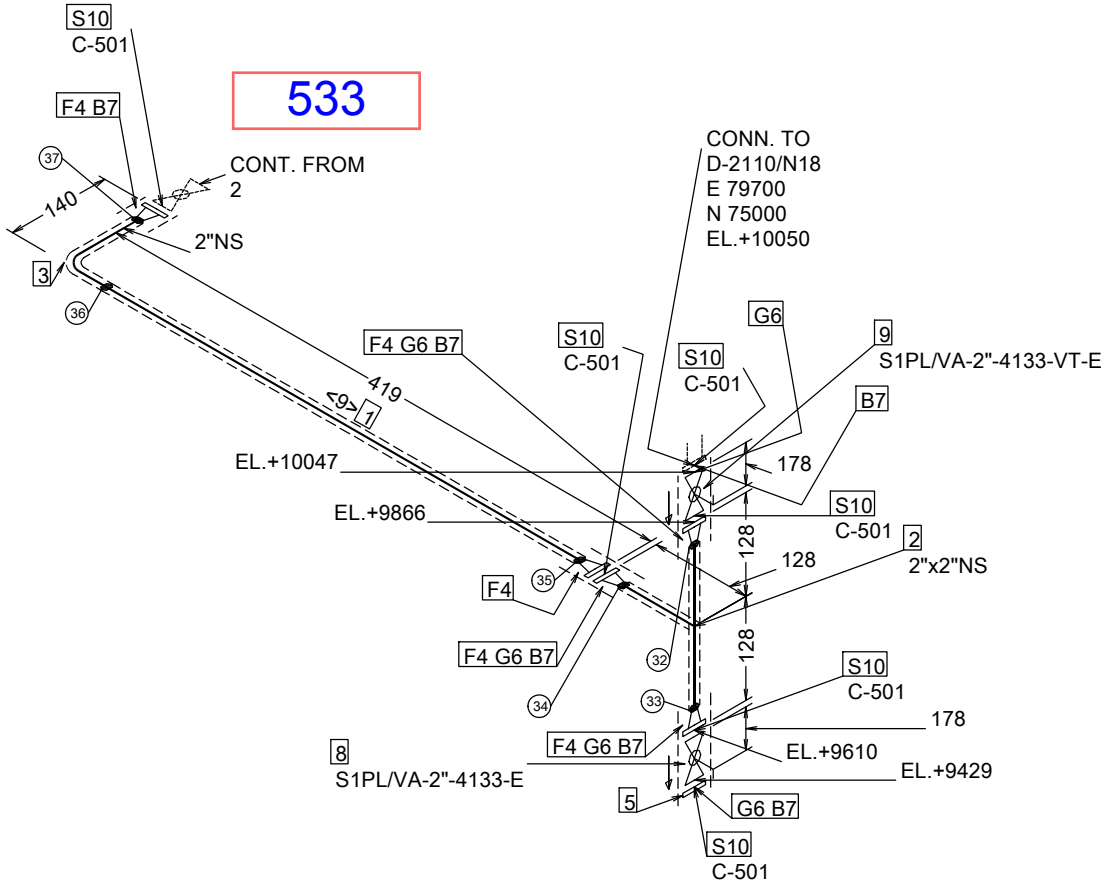 S10
C-501
533
F4 B7
37
CONT. FROM
2
140
2"NS
3
36
CONN. TO
D-2110/N18
E 79700
N 75000
EL.+10050
G6
S10
C-501
F4 G6 B7
S10
C-501
9
S1PL/VA-2"-4133-VT-E
B7
419
<9> 1
EL.+10047
178
EL.+9866
S10
C-501
128
2
2"x2"NS
128
35
F4
F4 G6 B7
32
34
128
S10
C-501
33
178
F4 G6 B7
EL.+9610
8
S1PL/VA-2"-4133-E
EL.+9429
5
G6 B7
S10
C-501